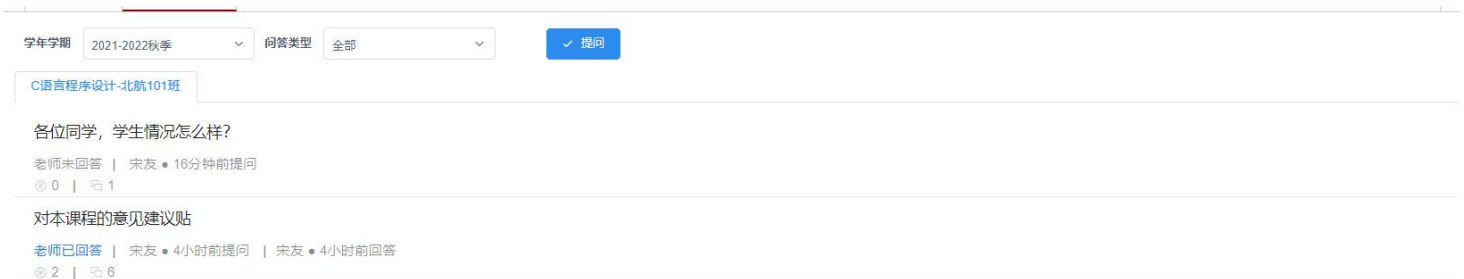 学年学期 2021-2022秋季 问答类型 全部 提问
C语言程序设计-北航101班
各位同学，学生情况怎么样？
老师未回答 | 宋友 ● 16分钟前提问
0 | 1
对本课程的意见建议贴
老师已回答 | 宋友 ● 4小时前提问 | 宋友 ● 4小时前回答
2 | 6